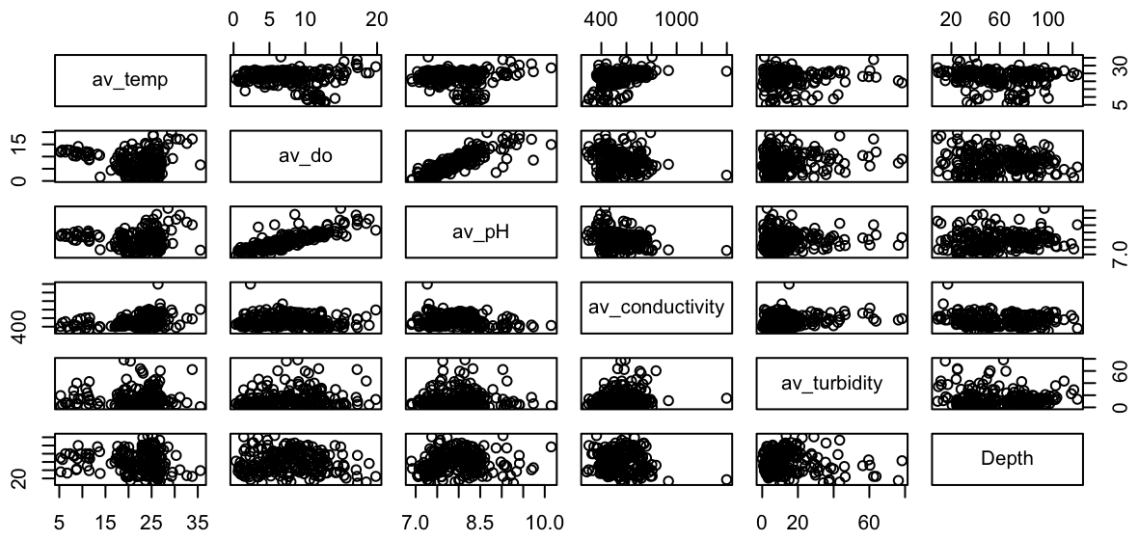 0 5 10 15 20 400 1000 20 60 100
av_temp 5 30
0 15 av_do
av_pH 7.0
400 av_conductivity
av_turbidity 0 60
20 Depth
5 15 25 35 7.0 8.5 10.0 0 20 60